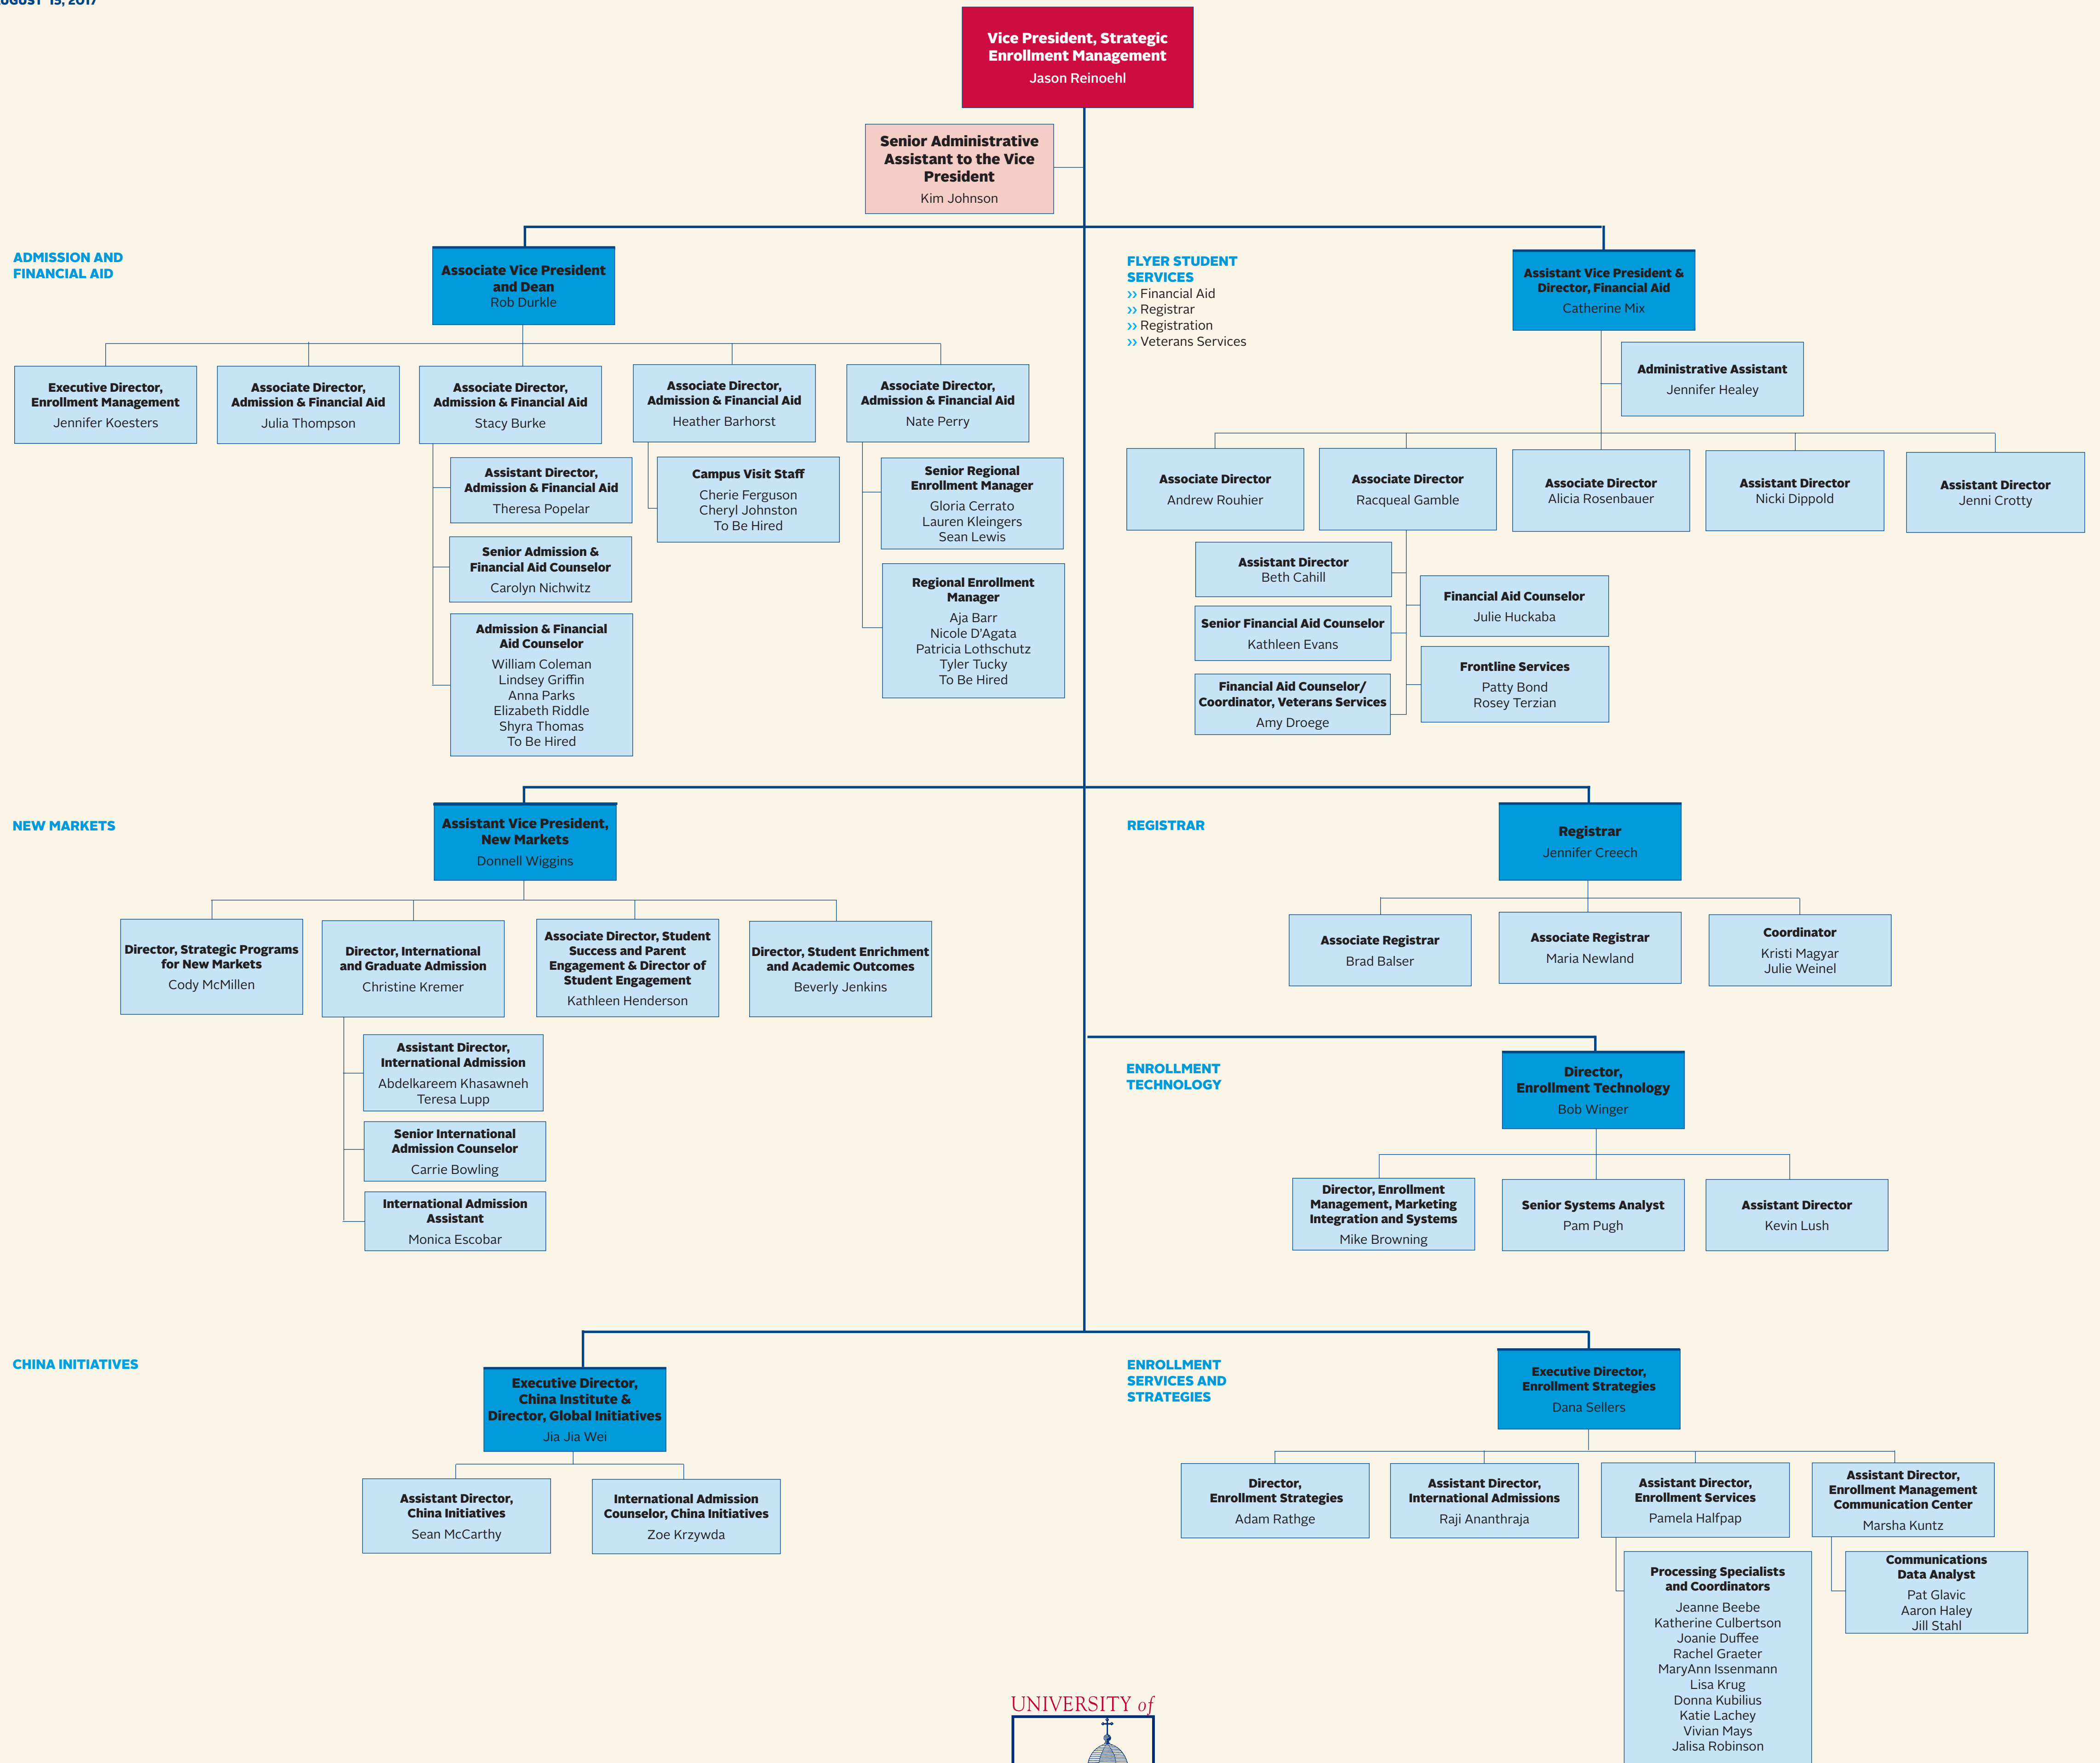 15, 2017
Vice President, Strategic
Enrollment Management
Jason Reinoehl
Senior Administrative
Assistant to the Vice
President
Kim Johnson
ADMISSION AND
FINANCIAL AID
Associate Vice President
and Dean
Rob Durkle
Executive Director,
Enrollment Management
Jennifer Koesters
Associate Director,
Admission & Financial Aid
Julia Thompson
Associate Director,
Admission & Financial Aid
Stacy Burke
Associate Director,
Admission & Financial Aid
Heather Barhorst
Associate Director,
Admission & Financial Aid
Nate Perry
Assistant Director,
Admission & Financial Aid
Theresa Popelar
Senior Admission &
Financial Aid Counselor
Carolyn Nichwitz
Admission & Financial
Aid Counselor
William Coleman
Lindsey Griffin
Anna Parks
Elizabeth Riddle
Shyra Thomas
To Be Hired
Campus Visit Staff
Cherie Ferguson
Cheryl Johnston
To Be Hired
Senior Regional
Enrollment Manager
Gloria Cerrato
Lauren Kleingers
Sean Lewis
Regional Enrollment
Manager
Aja Barr
Nicole D'Agata
Patricia Lothschutz
Tyler Tucky
To Be Hired
FLYER STUDENT
SERVICES
›› Financial Aid
›› Registrar
›› Registration
›› Veterans Services
Assistant Vice President &
Director, Financial Aid
Catherine Mix
Administrative Assistant
Jennifer Healey
Associate Director
Andrew Rouhier
Associate Director
Racqueal Gamble
Associate Director
Alicia Rosenbauer
Assistant Director
Nicki Dippold
Assistant Director
Jenni Crotty
Assistant Director
Beth Cahill
Senior Financial Aid Counselor
Kathleen Evans
Financial Aid Counselor/
Coordinator, Veterans Services
Amy Droege
Financial Aid Counselor
Julie Huckaba
Frontline Services
Patty Bond
Rosey Terzian
NEW MARKETS
Assistant Vice President,
New Markets
Donnell Wiggins
Director, Strategic Programs
for New Markets
Cody McMillen
Director, International
and Graduate Admission
Christine Kremer
Associate Director, Student
Success and Parent
Engagement & Director of
Student Engagement
Kathleen Henderson
Director, Student Enrichment
and Academic Outcomes
Beverly Jenkins
Assistant Director,
International Admission
Abdelkareem Khasawneh
Teresa Lupp
Senior International
Admission Counselor
Carrie Bowling
International Admission
Assistant
Monica Escobar
REGISTRAR
Registrar
Jennifer Creech
Associate Registrar
Brad Balser
Associate Registrar
Maria Newland
Coordinator
Kristi Magyar
Julie Weinel
ENROLLMENT
TECHNOLOGY
Director,
Enrollment Technology
Bob Winger
Director, Enrollment
Management, Marketing
Integration and Systems
Mike Browning
Senior Systems Analyst
Pam Pugh
Assistant Director
Kevin Lush
CHINA INITIATIVES
Executive Director,
China Institute &
Director, Global Initiatives
Jia Jia Wei
Assistant Director,
China Initiatives
Sean McCarthy
International Admission
Counselor, China Initiatives
Zoe Krzywda
ENROLLMENT
SERVICES AND
STRATEGIES
Executive Director,
Enrollment Strategies
Dana Sellers
Director,
Enrollment Strategies
Adam Rathge
Assistant Director,
International Admissions
Raji Ananthraja
Assistant Director,
Enrollment Services
Pamela Halfpap
Assistant Director,
Enrollment Management
Communication Center
Marsha Kuntz
Processing Specialists
and Coordinators
Jeanne Beebe
Katherine Culbertson
Joanie Duffee
Rachel Graeter
MaryAnn Issenmann
Lisa Krug
Donna Kubilius
Katie Lachey
Vivian Mays
Jalisa Robinson
Communications
Data Analyst
Pat Glavic
Aaron Haley
Jill Stahl
UNIVERSITY of